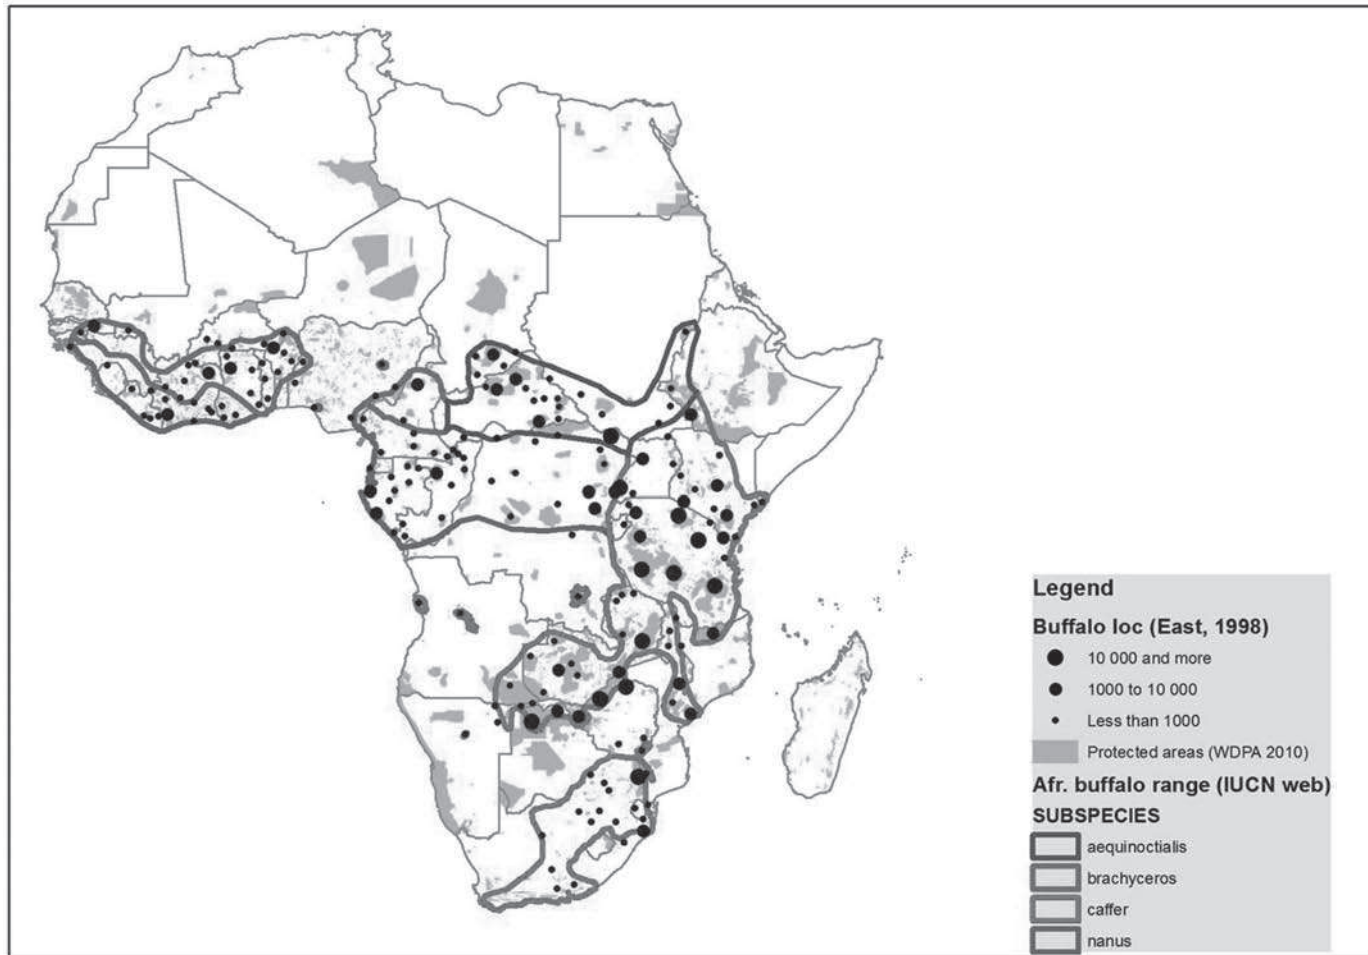 Legend
Buffalo loc (East, 1998)
10 000 and more
1000 to 10 000
Less than 1000
Protected areas (WDPA 2010)
Afr. buffalo range (IUCN web)
SUBSPECIES
aequinoctialis
brachyceros
caffer
nanus